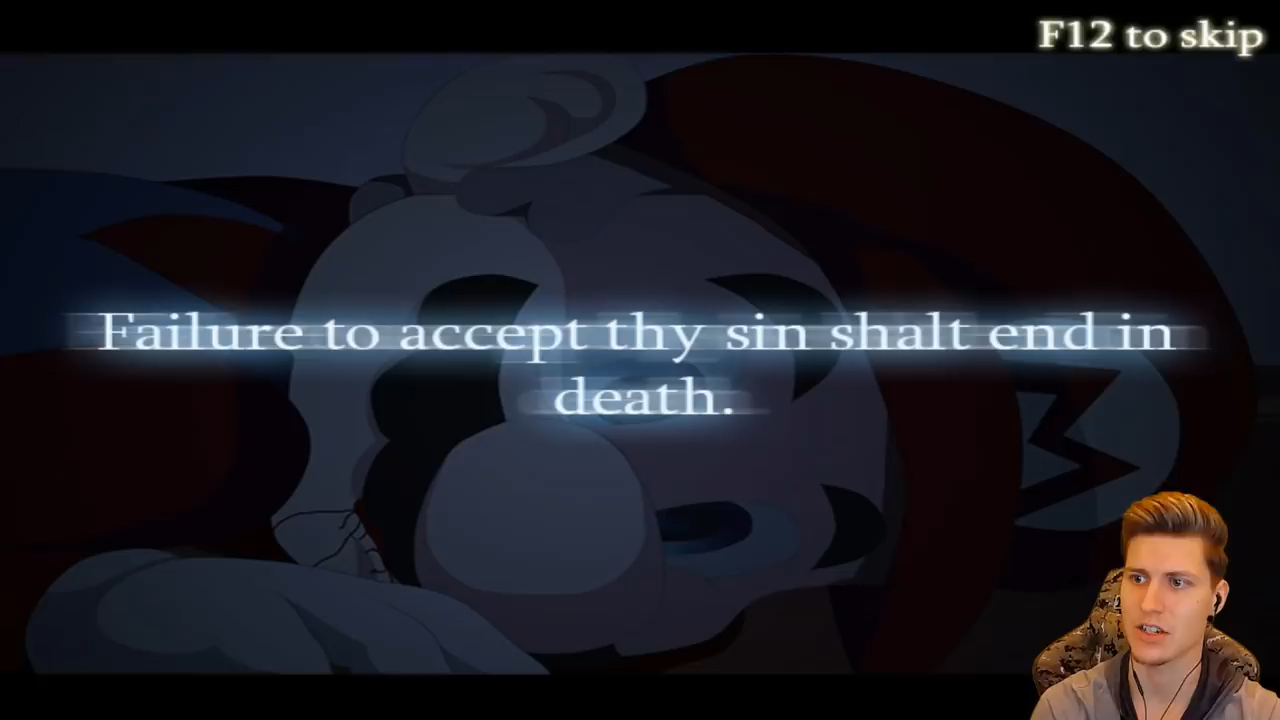 F12 to skip
Failure to accept thy sin shalt end in
death.